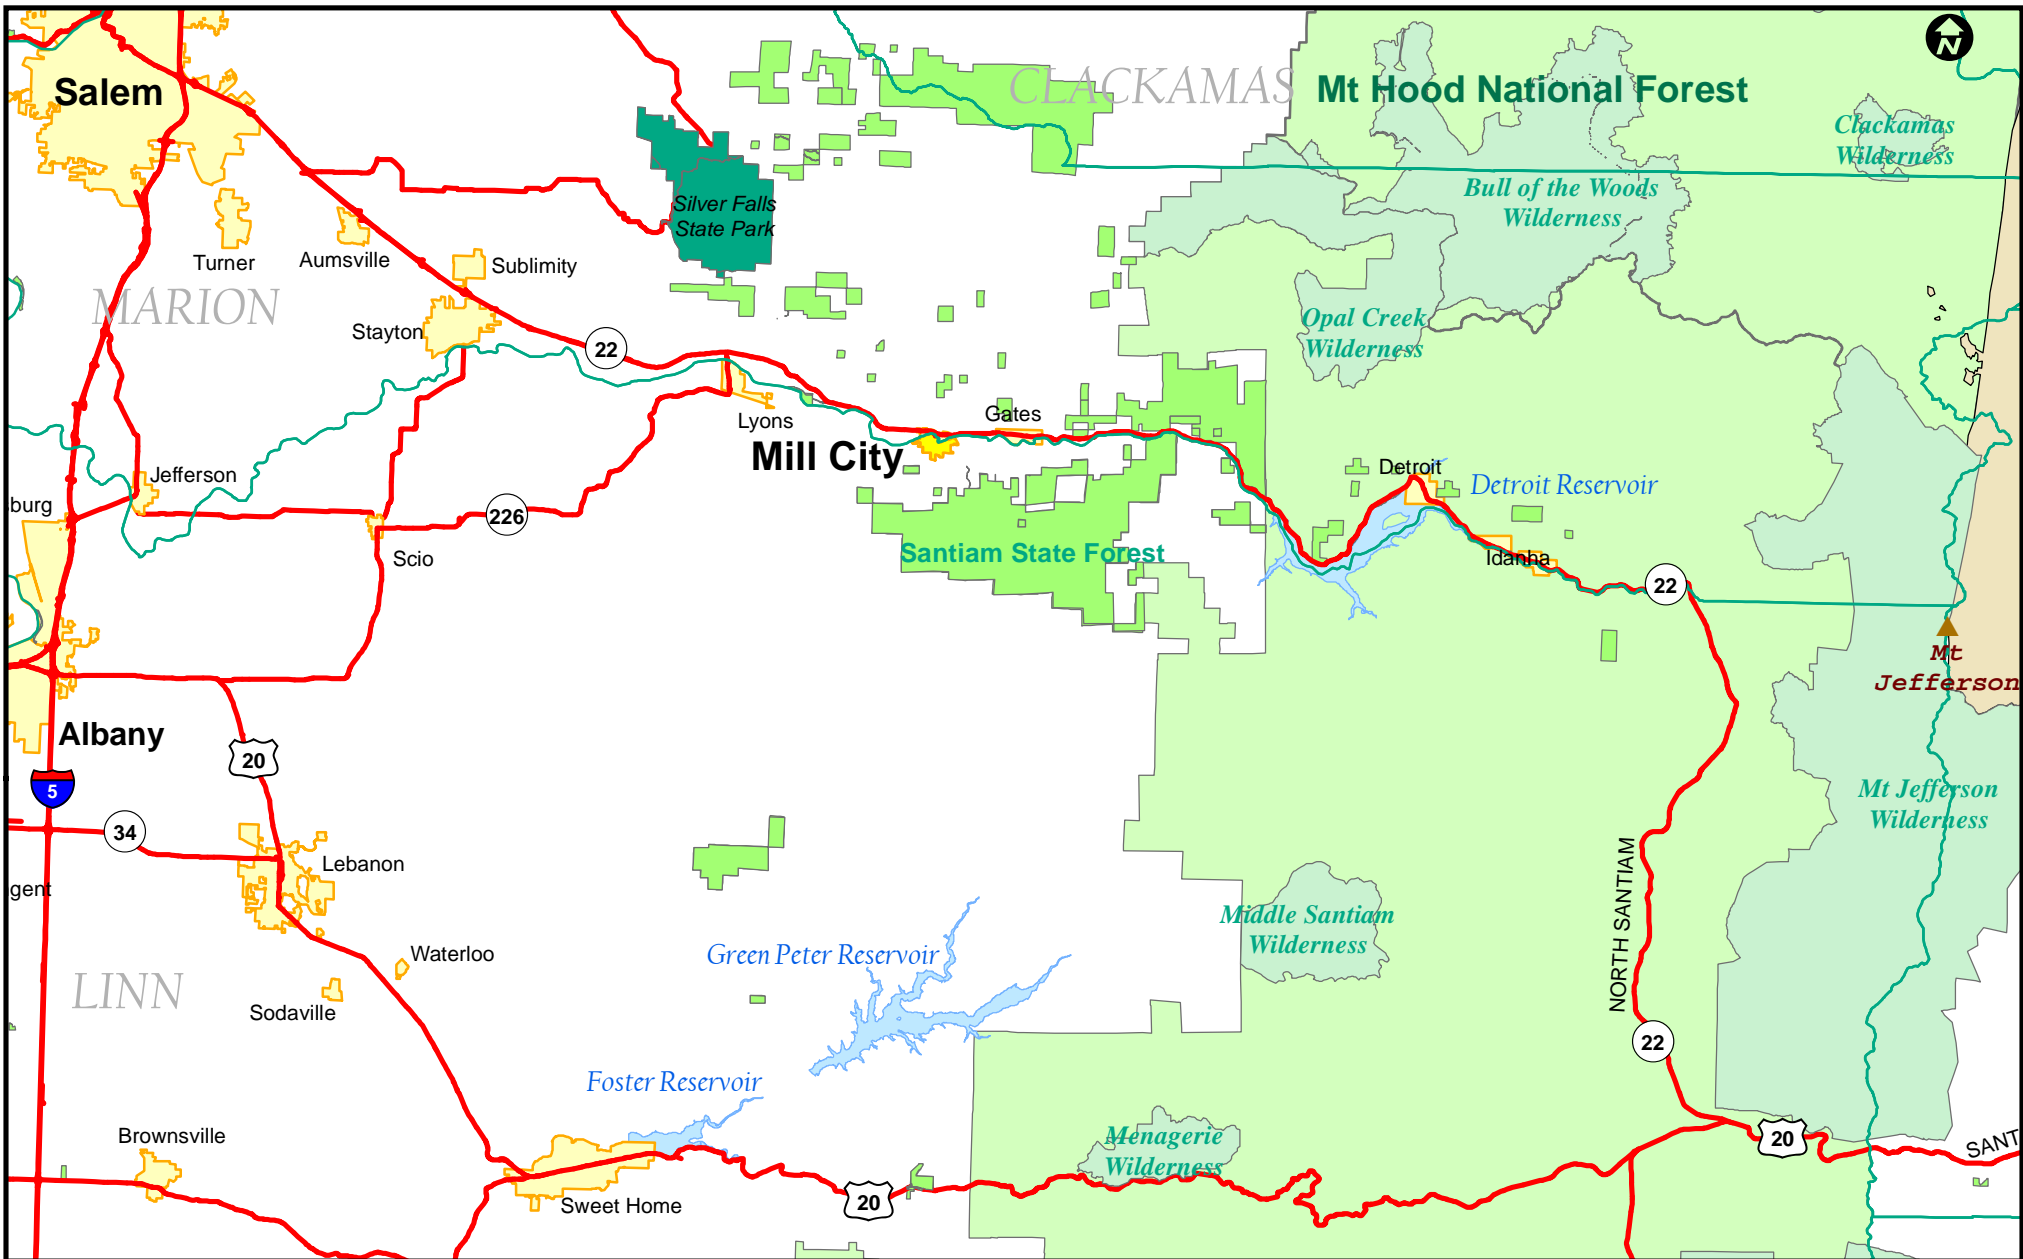 N
Salem
CLACKAMAS
Mt Hood National Forest
Clackamas
Wilderness
Bull of the Woods
Wilderness
Silver Falls
State Park
Turner
Aumsville
Sublimity
MARION
Stayton
22
Opal Creek
Wilderness
Lyons
Gates
Mill City
Jefferson
Detroit
Detroit Reservoir
sburg
226
Scio
Santiam State Forest
Idanha
22
Mt
Jefferson
Albany
20
5
34
Mt Jefferson
Wilderness
Lebanon
gent
NORTH SANTIAM
Middle Santiam
Wilderness
Waterloo
Green Peter Reservoir
LINN
Sodaville
22
Foster Reservoir
Brownsville
Menagerie
Wilderness
20
SANT
Sweet Home
20